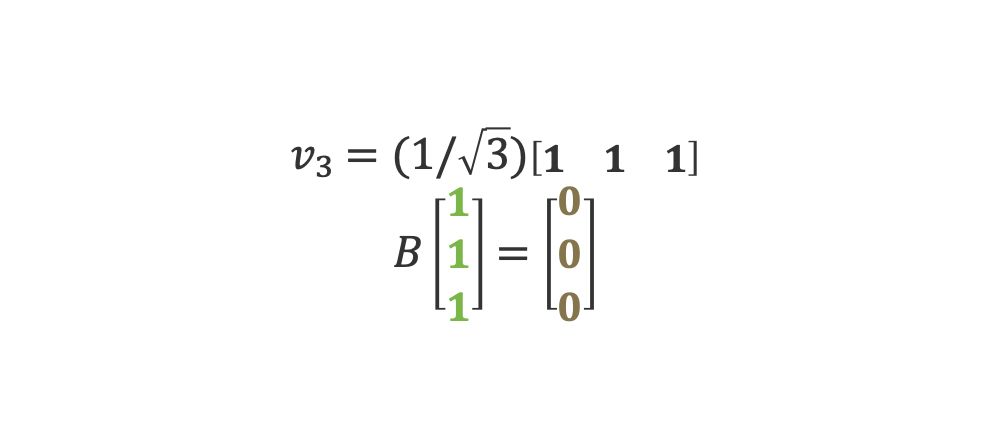 v₃ = (1/√3)[1 1 1]
B[1 1 1] = [0 0 0]